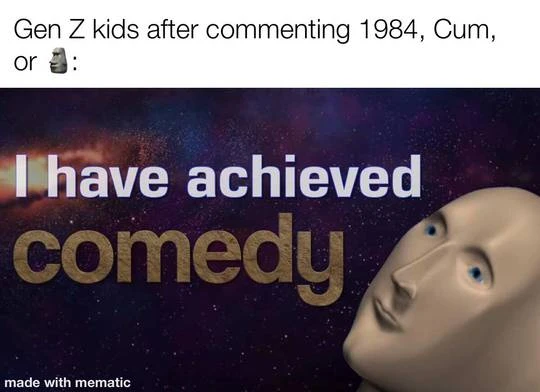 Gen Z kids after commenting 1984, Cum,
or 🗿:
I have achieved
comedy
made with mematic